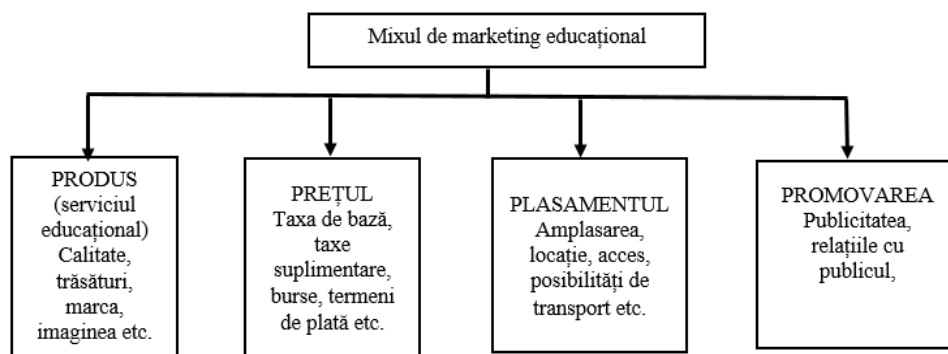 Mixul de marketing educațional
PRODUS
(serviciul
educațional)
Calitate,
trăsături,
marca,
imaginea etc.
PREȚUL
Taxa de bază,
taxe
suplimentare,
burse, termeni
de plată etc.
PLASAMENTUL
Amplasarea,
locație, acces,
posibilități de
transport etc.
PROMOVAREA
Publicitatea,
relațiile cu
publicul,